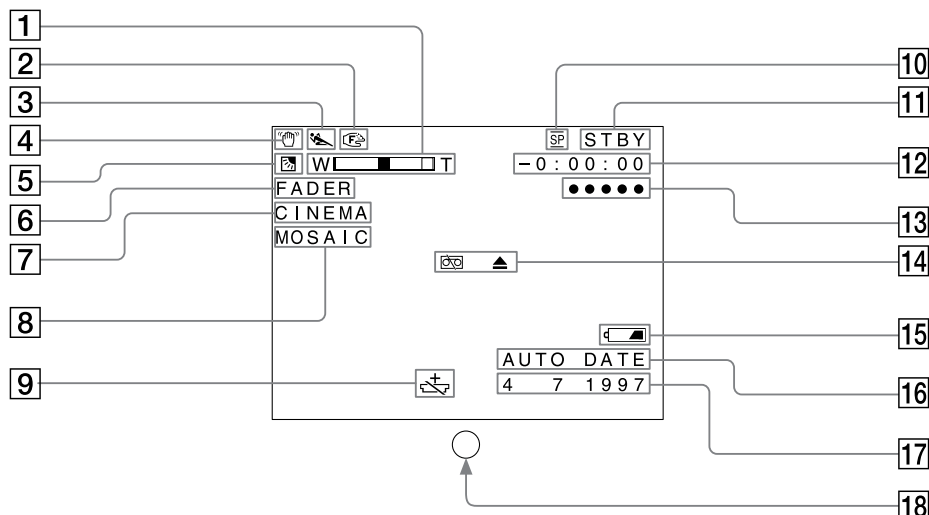 1
2
3
4
5
6
7
8
9
F SP STBY
W T -0:00:00
FADER
CINEMA
MOSAIC
AUTO DATE
4 7 1997
10
11
12
13
14
15
16
17
18